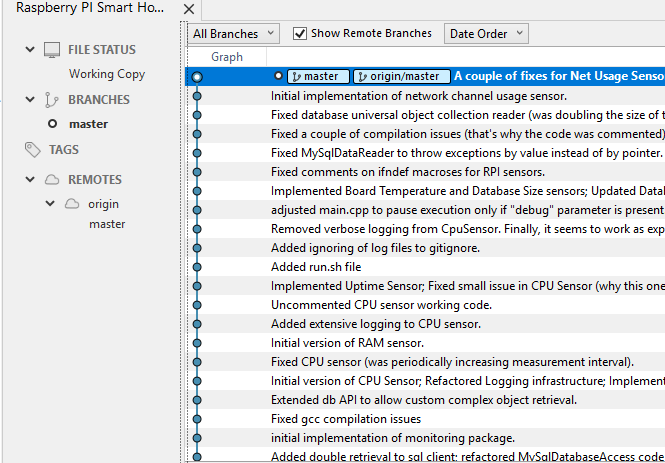 Raspberry PI Smart Ho...
All Branches
Show Remote Branches
Date Order
FILE STATUS
Working Copy
BRANCHES
master
TAGS
REMOTES
origin
master
Graph
master origin/master A couple of fixes for Net Usage Senso
Initial implementation of network channel usage sensor.
Fixed database universal object collection reader (was doubling the size of t
Fixed a couple of compilation issues (that's why the code was commented)
Fixed MySqlDataReader to throw exceptions by value instead of by pointer.
Fixed comments on ifndef macroses for RPI sensors.
Implemented Board Temperature and Database Size sensors; Updated Datal
adjusted main.cpp to pause execution only if "debug" parameter is present
Removed verbose logging from CpuSensor. Finally, it seems to work as exp
Added ignoring of log files to gitignore.
Added run.sh file
Implemented Uptime Sensor; Fixed small issue in CPU Sensor (why this one
Uncommented CPU sensor working code.
Added extensive logging to CPU sensor.
Initial version of RAM sensor.
Fixed CPU sensor (was periodically increasing measurement interval).
Initial version of CPU Sensor; Refactored Logging infrastructure; Implement
Extended db API to allow custom complex object retrieval.
Fixed gcc compilation issues
initial implementation of monitoring package.
Added double retrieval to sql client; refactored MySqlDatabaseAccess code